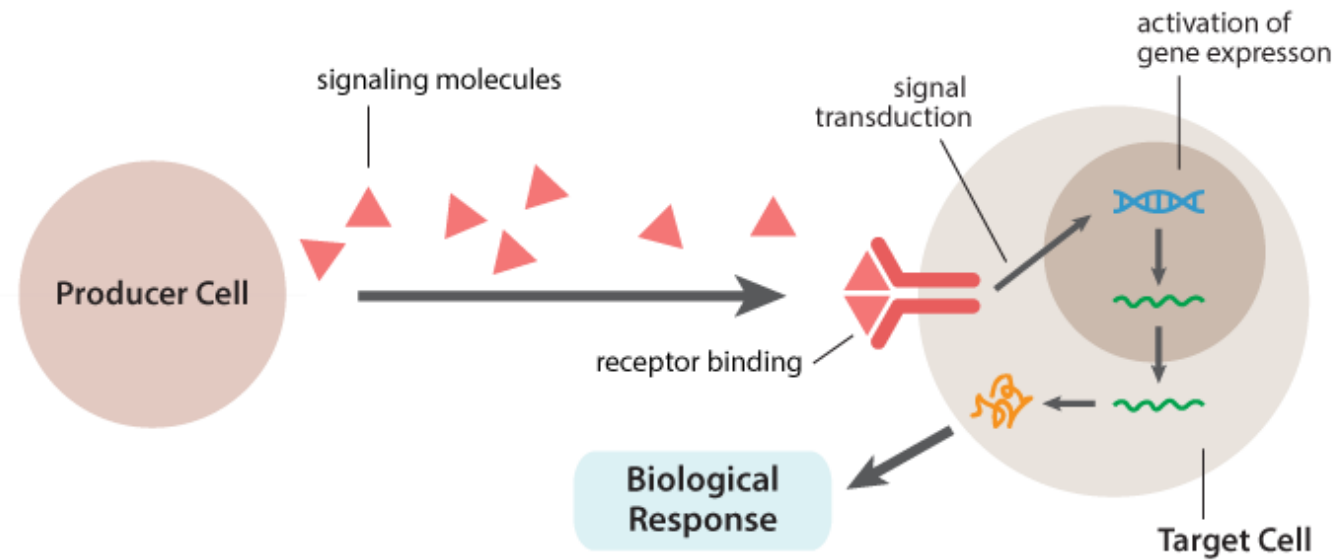 signaling molecules
activation of
gene expresson
signal
transduction
Producer Cell
receptor binding
Biological
Response
Target Cell